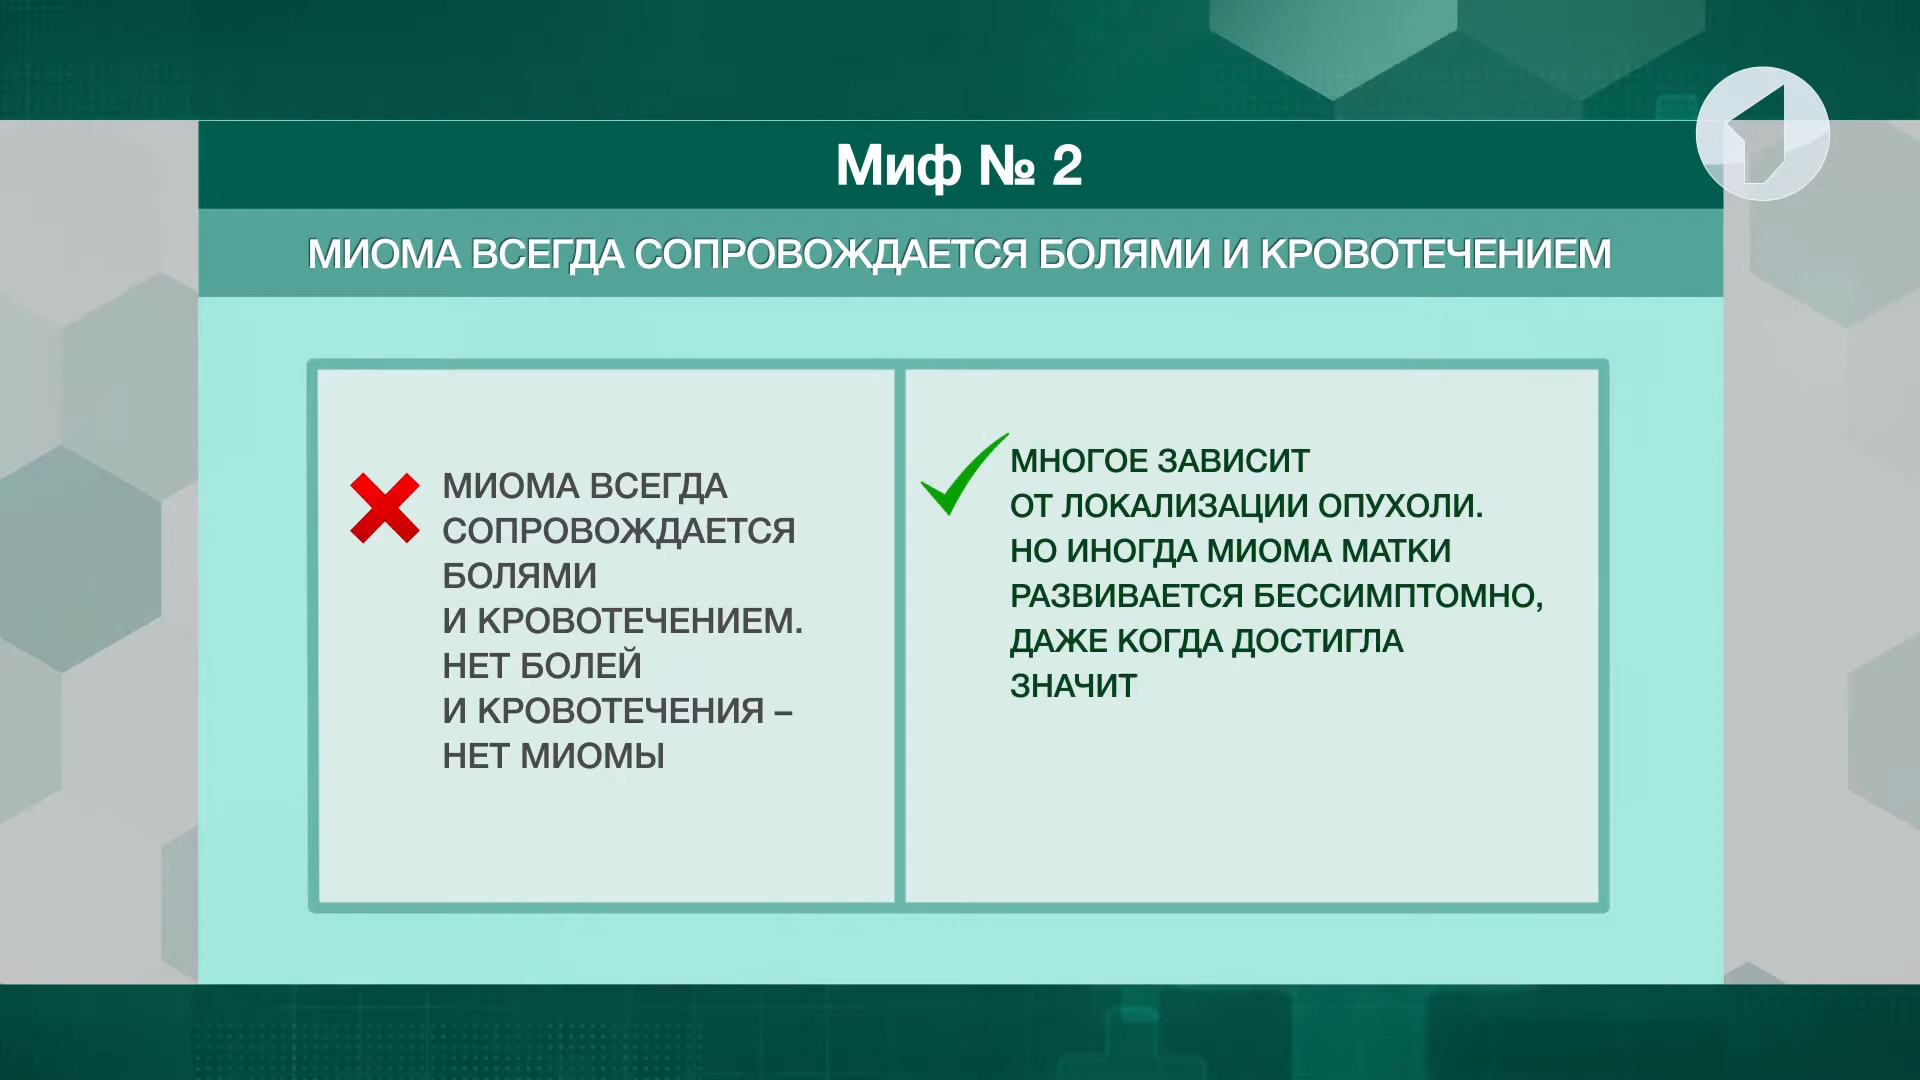 Миф № 2
МИОМА ВСЕГДА СОПРОВОЖДАЕТСЯ БОЛЯМИ И КРОВОТЕЧЕНИЕМ
МИОМА ВСЕГДА
СОПРОВОЖДАЕТСЯ
БОЛЯМИ
И КРОВОТЕЧЕНИЕМ.
НЕТ БОЛЕЙ
И КРОВОТЕЧЕНИЯ –
НЕТ МИОМЫ
МНОГОЕ ЗАВИСИТ
ОТ ЛОКАЛИЗАЦИИ ОПУХОЛИ.
НО ИНОГДА МИОМА МАТКИ
РАЗВИВАЕТСЯ БЕССИМПТОМНО,
ДАЖЕ КОГДА ДОСТИГЛА
ЗНАЧИТ